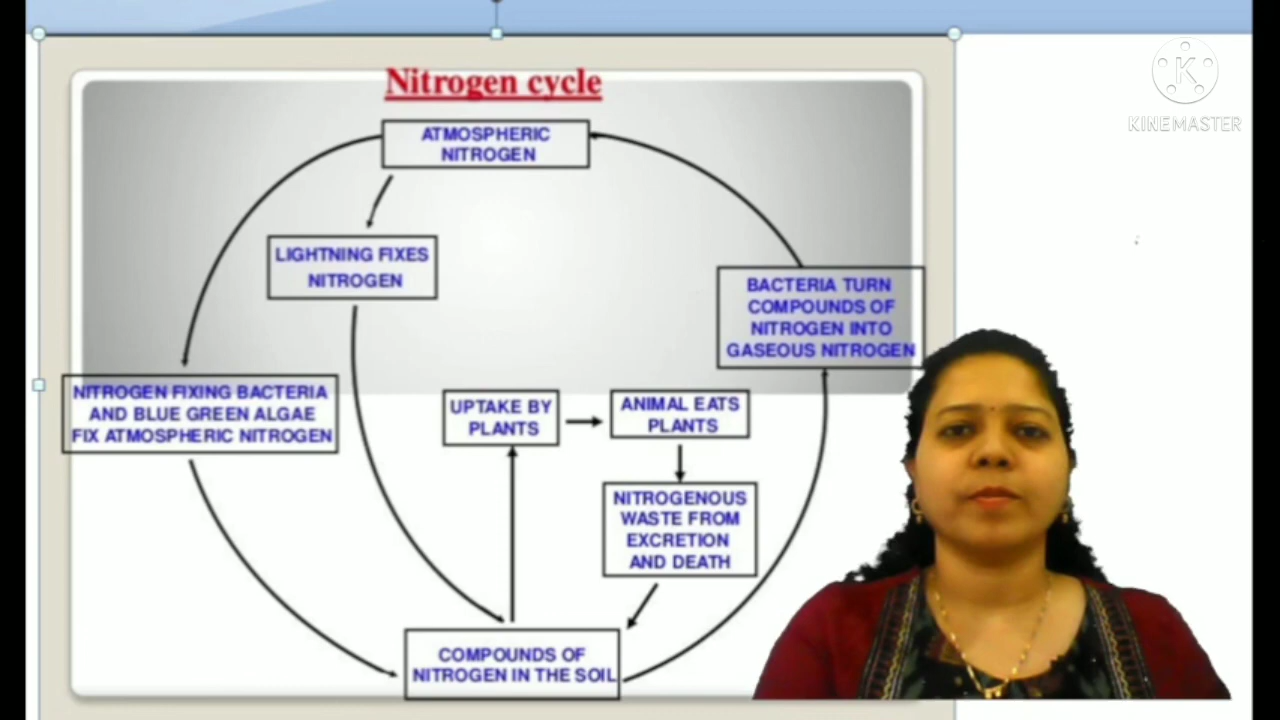 Nitrogen cycle
K
KINEMASTER
ATMOSPHERIC
NITROGEN
LIGHTNING FIXES
NITROGEN
BACTERIA TURN
COMPOUNDS OF
NITROGEN INTO
GASEOUS NITROGEN
NITROGEN FIXING BACTERIA
AND BLUE GREEN ALGAE
FIX ATMOSPHERIC NITROGEN
UPTAKE BY
PLANTS
ANIMAL EATS
PLANTS
NITROGENOUS
WASTE FROM
EXCRETION
AND DEATH
COMPOUNDS OF
NITROGEN IN THE SOIL